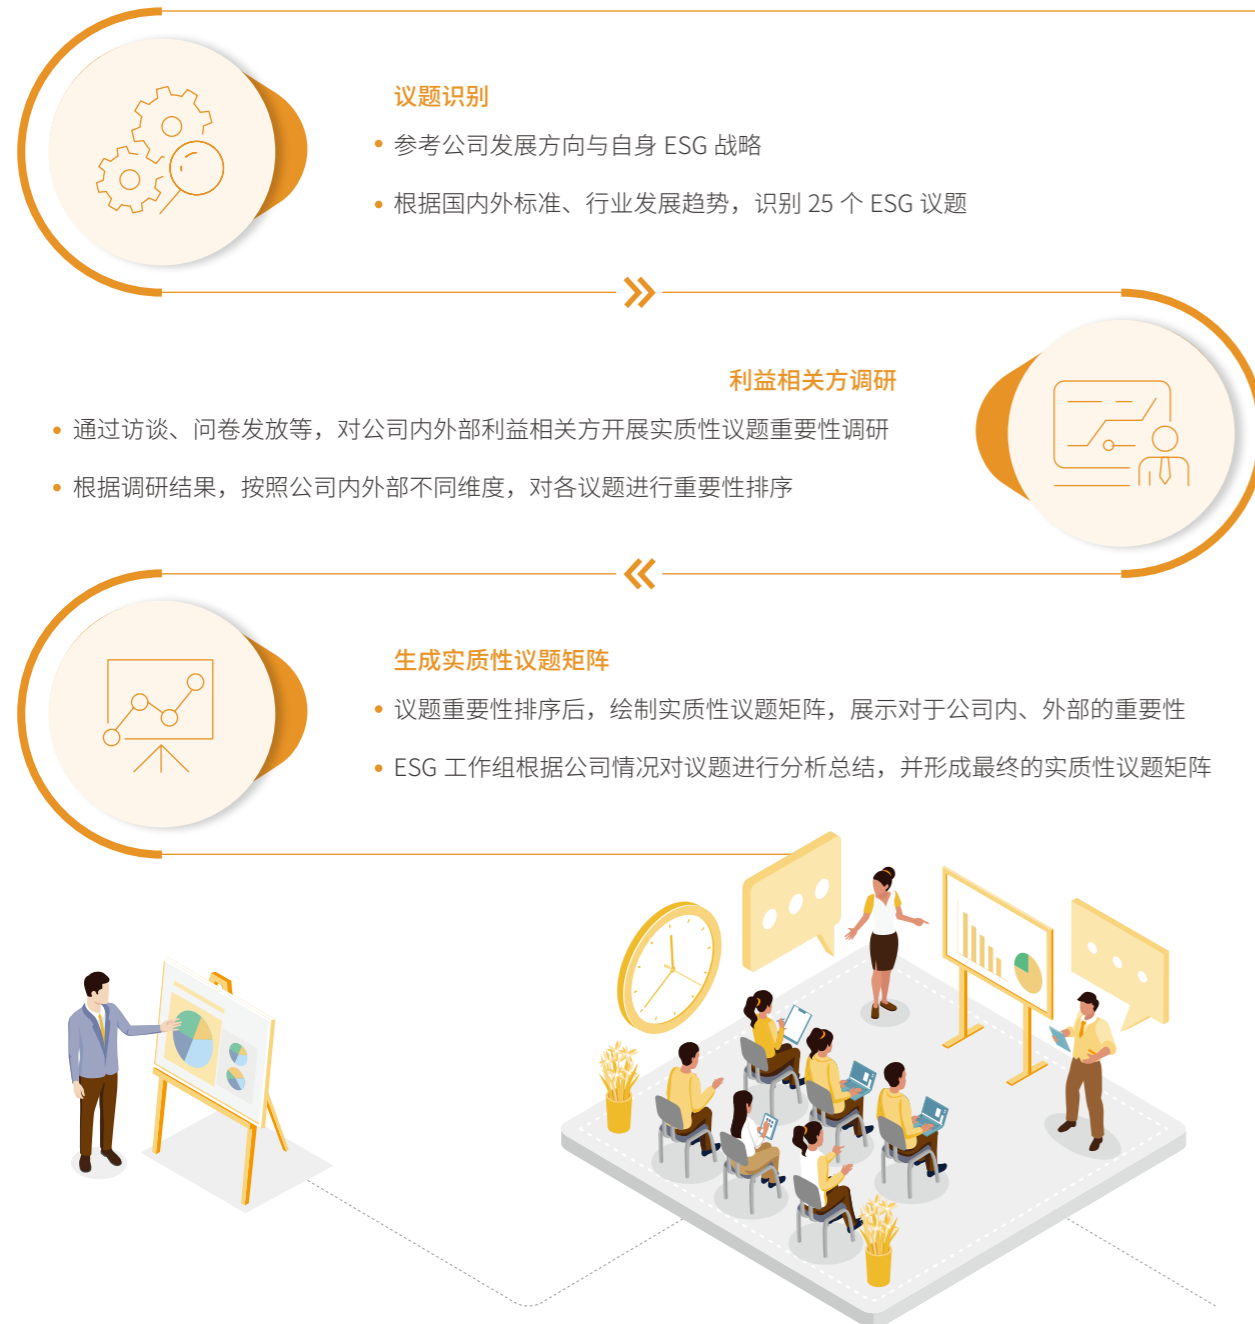 议题识别
• 参考公司发展方向与自身 ESG 战略
• 根据国内外标准、行业发展趋势，识别 25 个 ESG 议题
利益相关方调研
• 通过访谈、问卷发放等，对公司内外部利益相关方开展实质性议题重要性调研
• 根据调研结果，按照公司内外部不同维度，对各议题进行重要性排序
生成实质性议题矩阵
• 议题重要性排序后，绘制实质性议题矩阵，展示对于公司内、外部的重要性
• ESG 工作组根据公司情况对议题进行分析总结，并形成最终的实质性议题矩阵